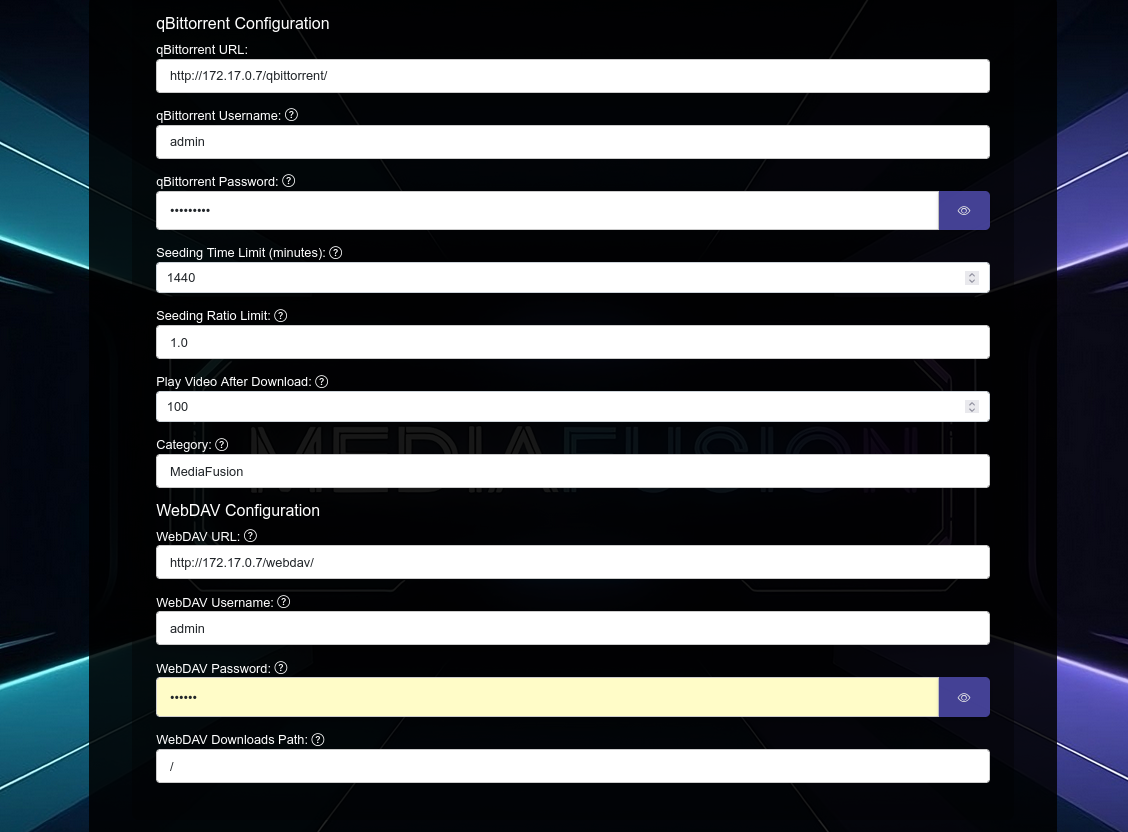 qBittorrent Configuration
qBittorrent URL:
http://172.17.0.7/qbittorrent/
qBittorrent Username:
admin
qBittorrent Password:
•••••••••
Seeding Time Limit (minutes):
1440
Seeding Ratio Limit:
1.0
Play Video After Download:
100
Category:
MEDIAFUSION
MediaFusion
WebDAV Configuration
WebDAV URL:
http://172.17.0.7/webdav/
WebDAV Username:
admin
WebDAV Password:
••••••
WebDAV Downloads Path:
/